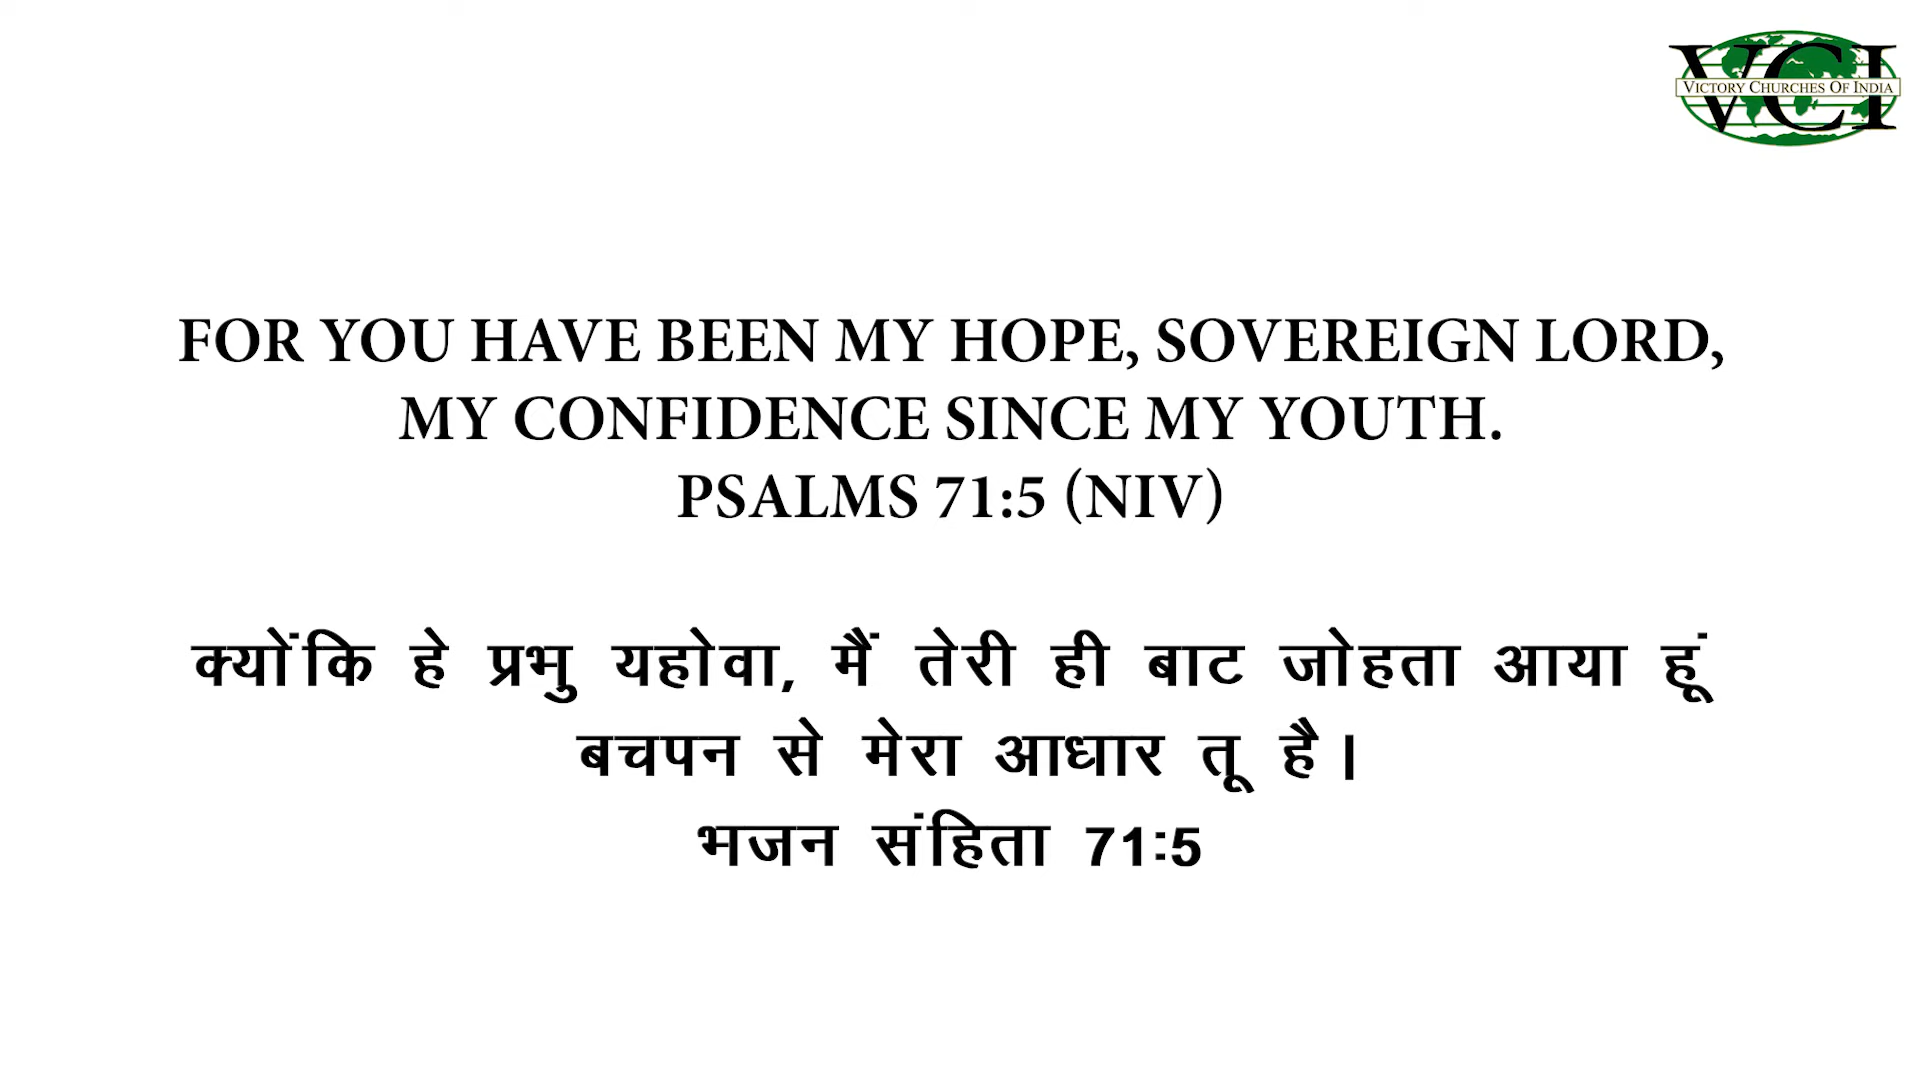 VCI
VICTORY CHURCHES OF INDIA
FOR YOU HAVE BEEN MY HOPE, SOVEREIGN LORD,
MY CONFIDENCE SINCE MY YOUTH.
PSALMS 71:5 (NIV)
क्योंकि हे प्रभु यहोवा, मैं तेरी ही बाट जोहता आया हूं
बचपन से मेरा आधार तू है।
भजन संहिता 71:5